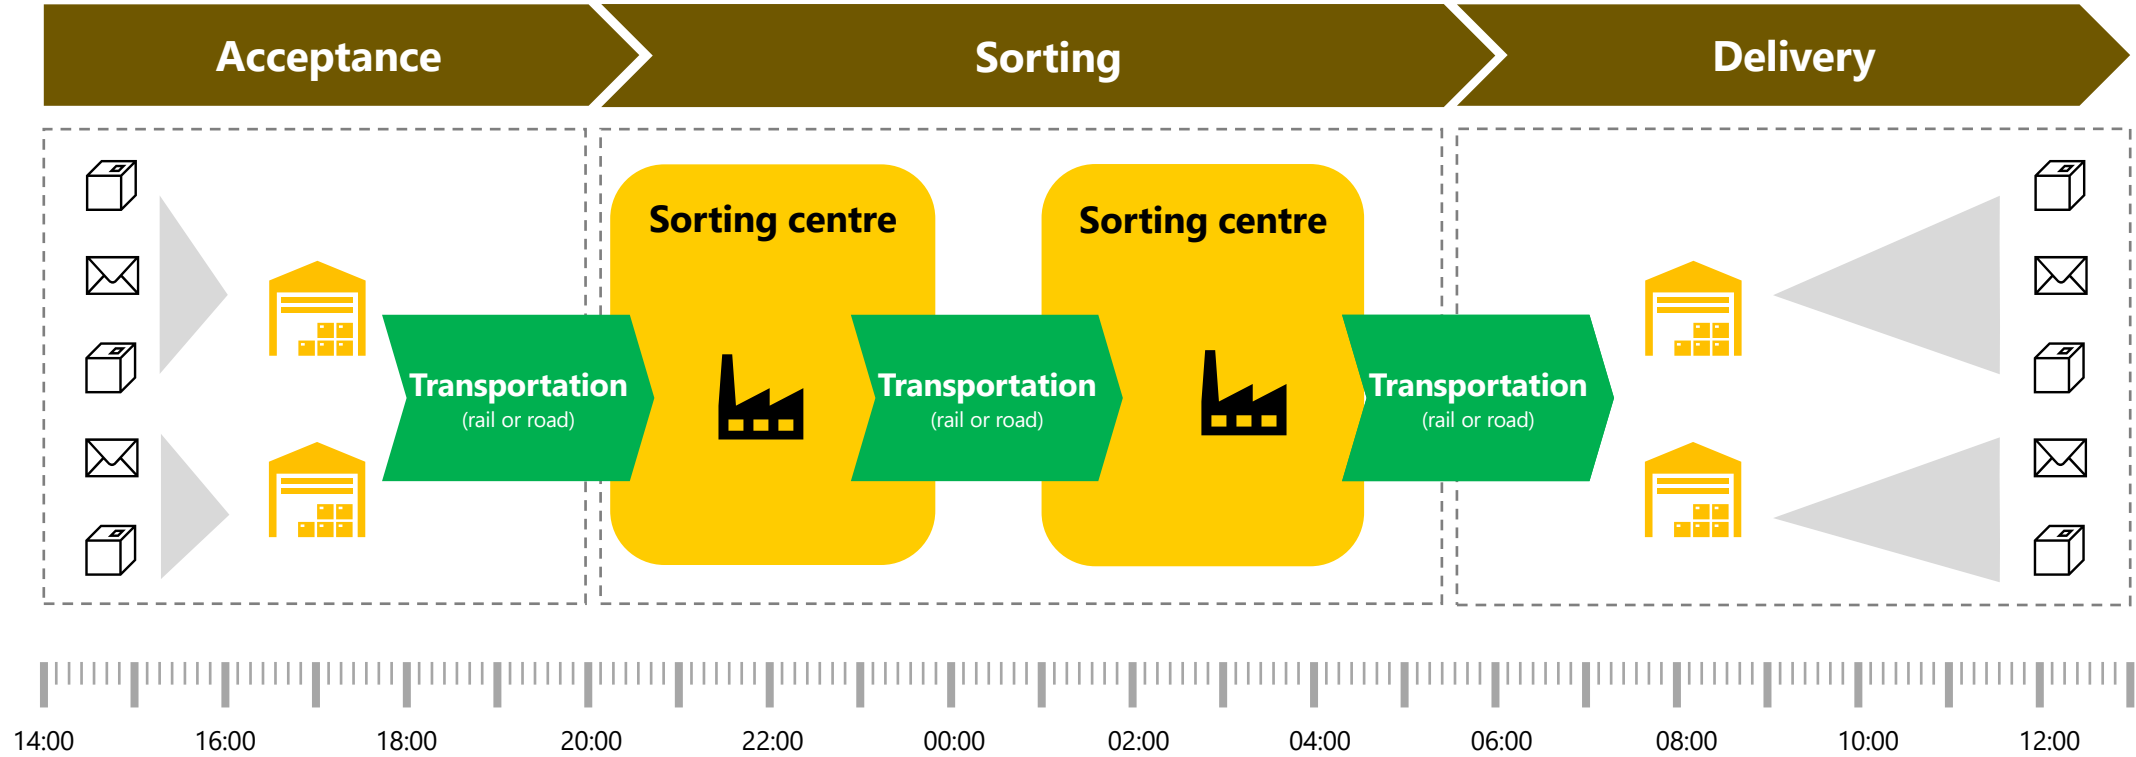 Acceptance
Sorting
Delivery
Sorting centre
Sorting centre
Transportation
(rail or road)
Transportation
(rail or road)
Transportation
(rail or road)
14:00
16:00
18:00
20:00
22:00
00:00
02:00
04:00
06:00
08:00
10:00
12:00